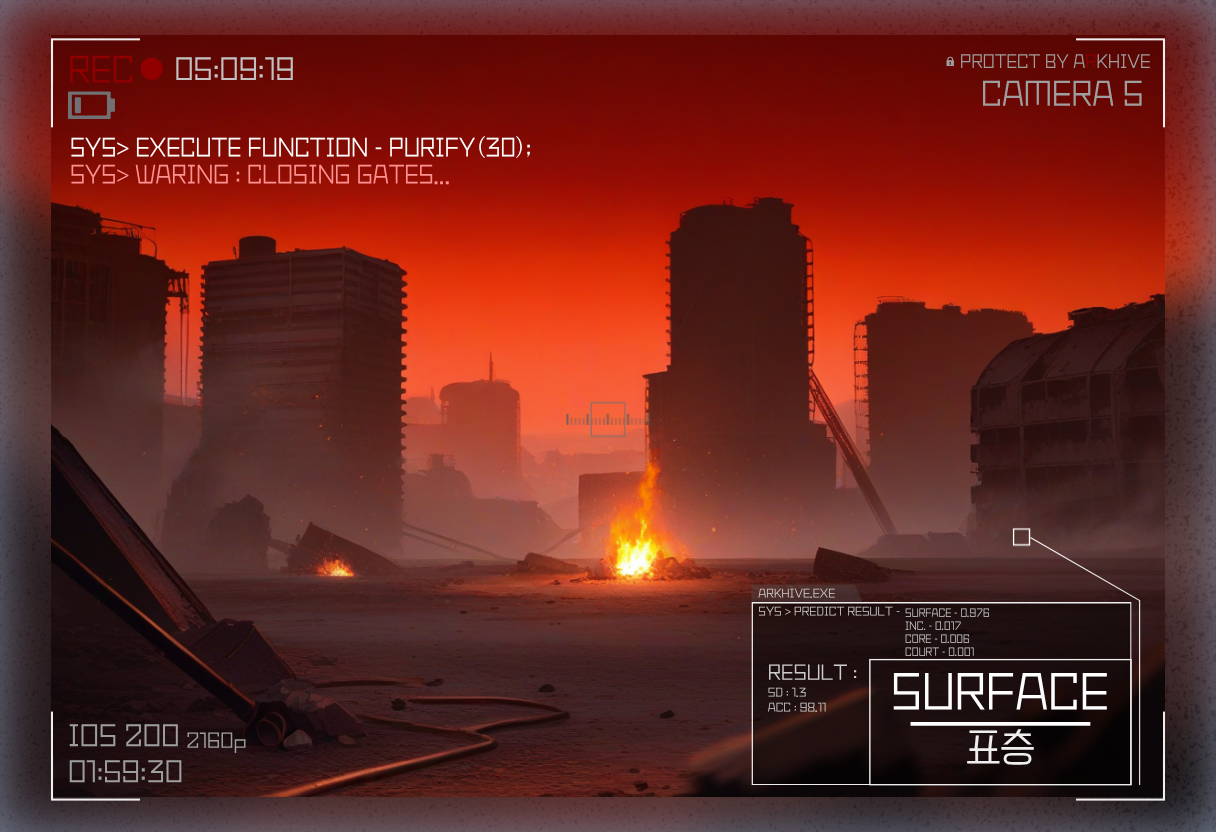 REC 05:09:19
PROTECT BY ARKHIVE
CAMERA 5
SYS> EXECUTE FUNCTION - PURIFY(30);
SYS> WARING : CLOSING GATES...
ARKHIVE.EXE
SYS > PREDICT RESULT - SURFACE - 0.976
INC. - 0.017
CORE - 0.006
COURT - 0.001
RESULT :
SD : 1.3
ACC : 98.11
SURFACE
표층
IOS 200 2160p
01:59:30